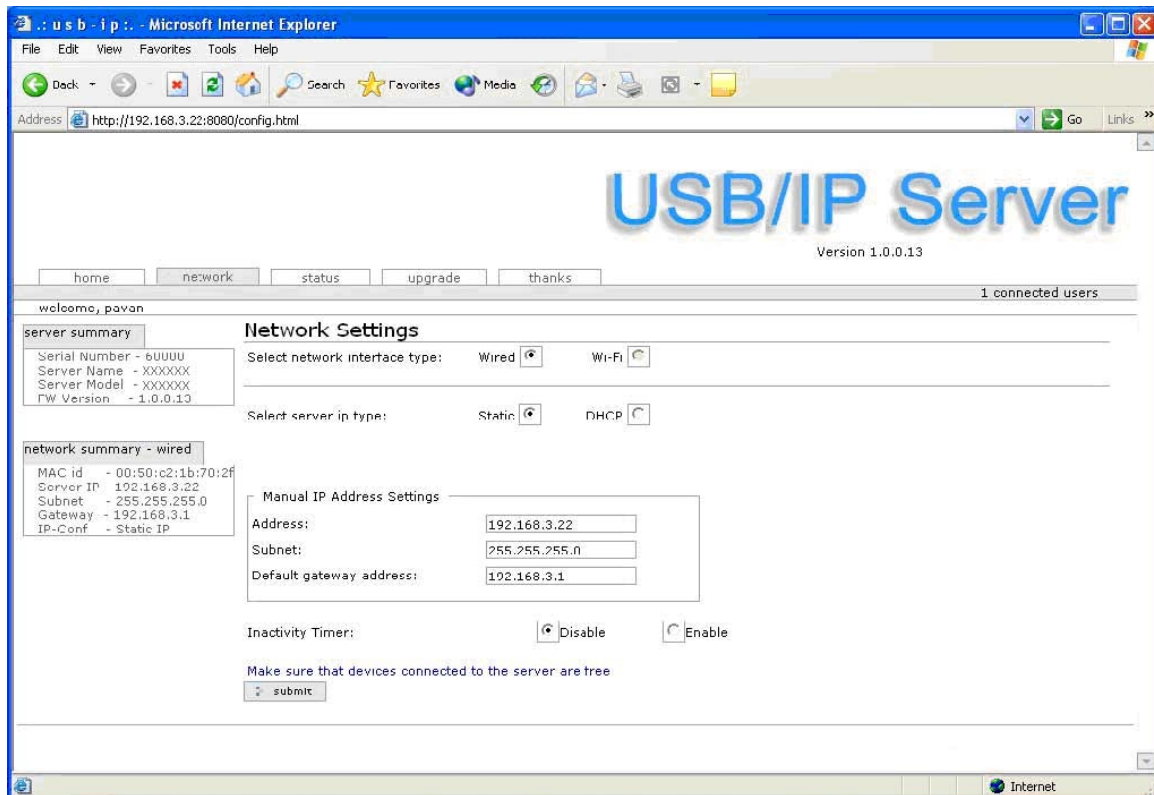 .: u s b - i p :. - Microsoft Internet Explorer
File Edit View Favorites Tools Help
Back Search Favorites Media
Address http://192.168.3.22:8080/config.html Go Links »
USB/IP Server
Version 1.0.0.13
home network status upgrade thanks
1 connected users
welcome, pavan
server summary
Serial Number - 60000
Server Name - XXXXXX
Server Model - XXXXXX
FW Version - 1.0.0.13
network summary - wired
MAC id - 00:50:c2:1b:70:2f
Server IP 192.168.3.22
Subnet - 255.255.255.0
Gateway - 192.168.3.1
IP-Conf - Static IP
Network Settings
Select network interface type: Wired Wi-Fi
Select server ip type: Static DHCP
Manual IP Address Settings
Address: 192.168.3.22
Subnet: 255.255.255.0
Default gateway address: 192.168.3.1
Inactivity Timer: Disable Enable
Make sure that devices connected to the server are free
submit
Internet